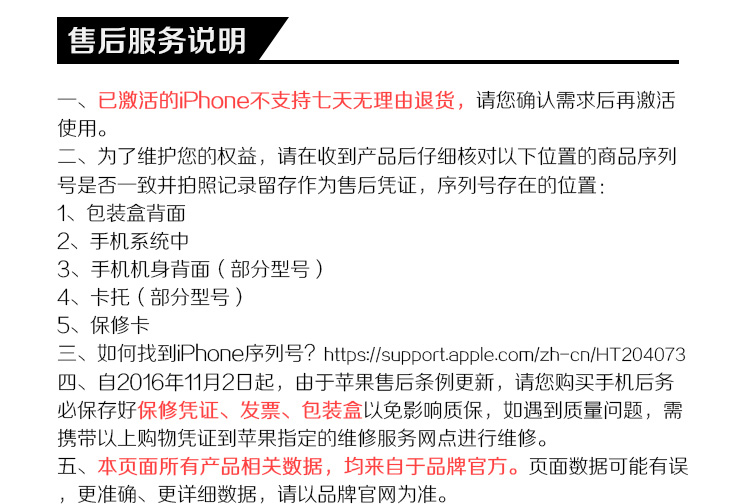 售后服务说明
一、已激活的iPhone不支持七天无理由退货，请您确认需求后再激活
使用。
二、为了维护您的权益，请在收到产品后仔细核对以下位置的商品序列
号是否一致并拍照记录留存作为售后凭证，序列号存在的位置：
1、包装盒背面
2、手机系统中
3、手机机身背面（部分型号）
4、卡托（部分型号）
5、保修卡
三、如何找到iPhone序列号？https://support.apple.com/zh-cn/HT204073
四、自2016年11月2日起，由于苹果售后条例更新，请您购买手机后务
必保存好保修凭证、发票、包装盒以免影响质保，如遇到质量问题，需
携带以上购物凭证到苹果指定的维修服务网点进行维修。
五、本页面所有产品相关数据，均来自于品牌官方。页面数据可能有误
，更准确、更详细数据，请以品牌官网为准。